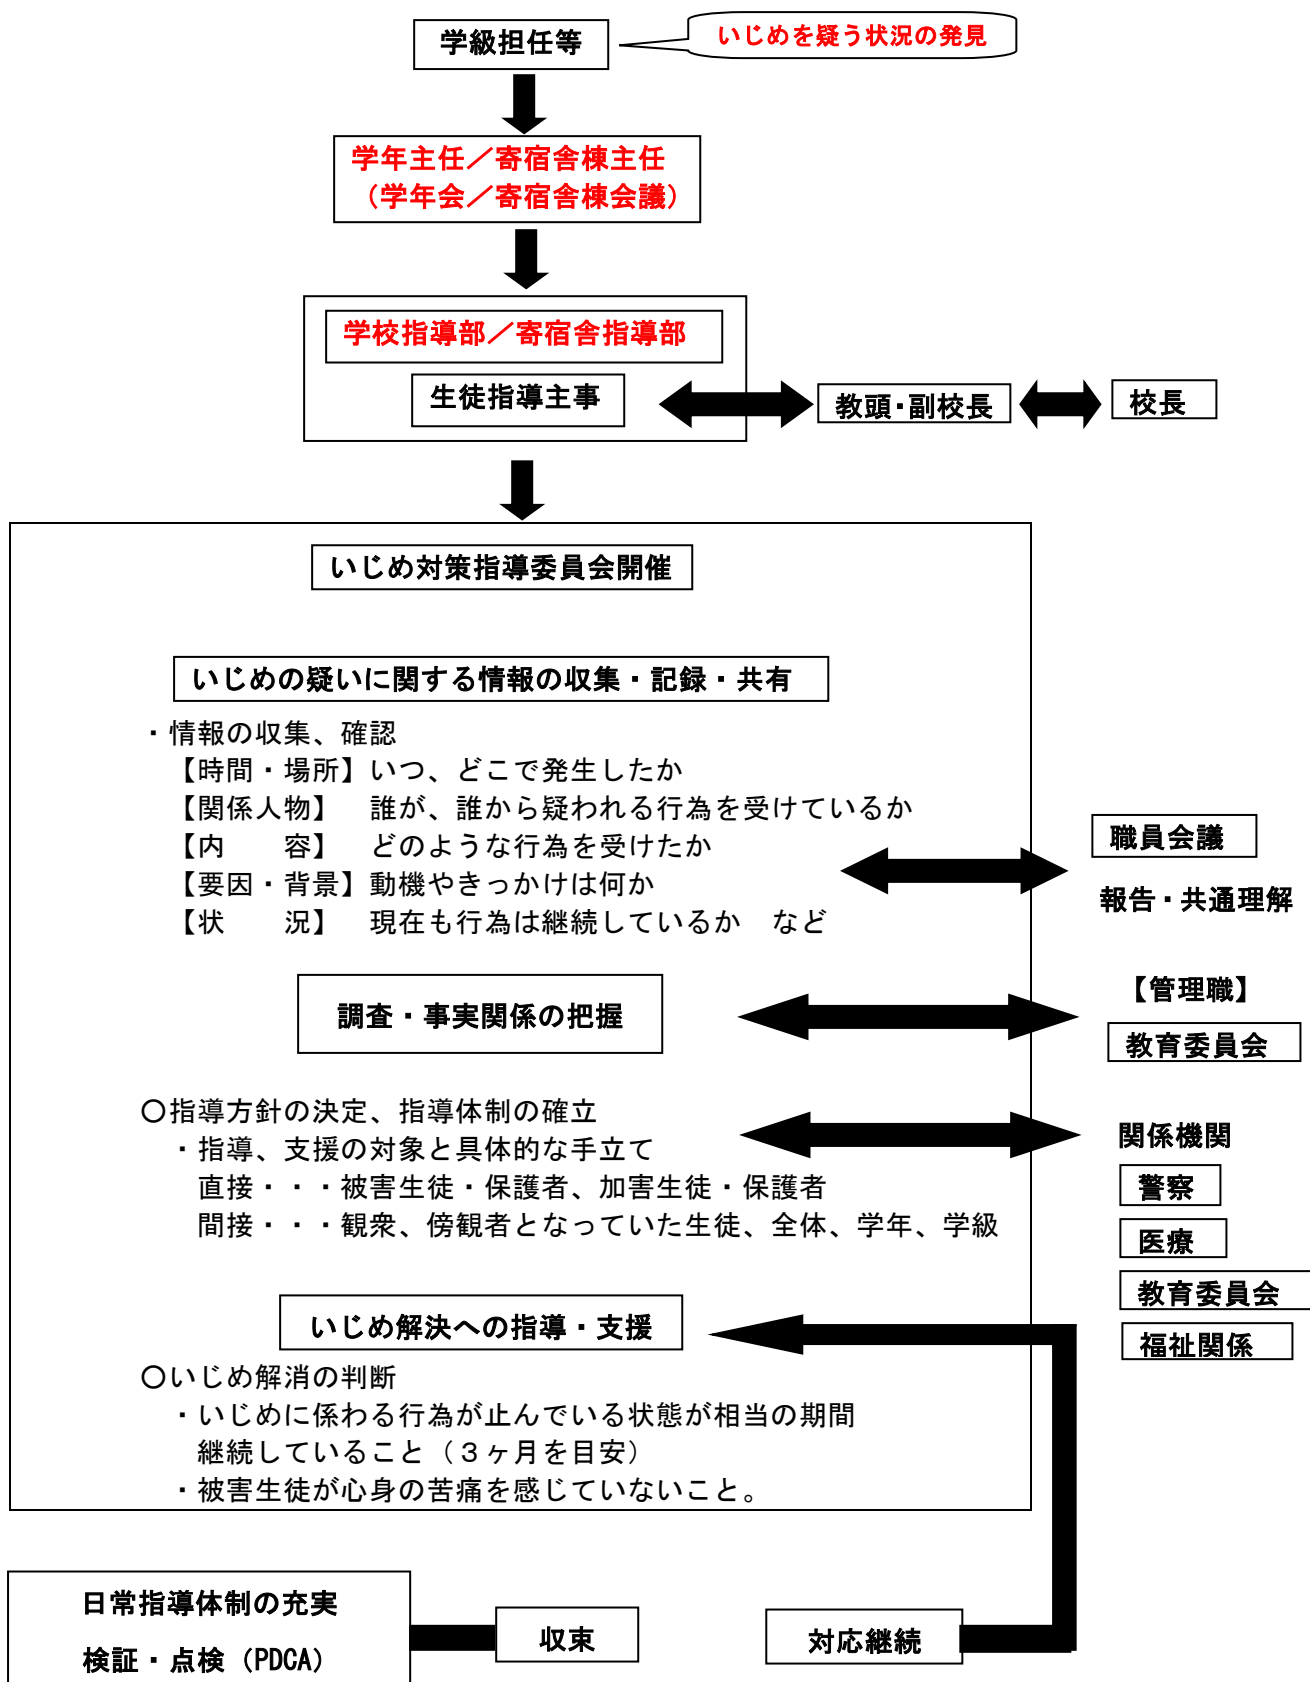 学級担任等
いじめを疑う状況の発見
学年主任／寄宿舎棟主任
（学年会／寄宿舎棟会議）
学校指導部／寄宿舎指導部
生徒指導主事
教頭・副校長
校長
いじめ対策指導委員会開催
いじめの疑いに関する情報の収集・記録・共有
・情報の収集、確認
【時間・場所】いつ、どこで発生したか
【関係人物】　誰が、誰から疑われる行為を受けているか
【内　　容】　どのような行為を受けたか
【要因・背景】動機やきっかけは何か
【状　　況】　現在も行為は継続しているか　など
職員会議
報告・共通理解
調査・事実関係の把握
【管理職】
教育委員会
〇指導方針の決定、指導体制の確立
・指導、支援の対象と具体的な手立て
直接・・・被害生徒・保護者、加害生徒・保護者
間接・・・観衆、傍観者となっていた生徒、全体、学年、学級
関係機関
警察
医療
教育委員会
福祉関係
いじめ解決への指導・支援
〇いじめ解消の判断
・いじめに係わる行為が止んでいる状態が相当の期間
継続していること（３ヶ月を目安）
・被害生徒が心身の苦痛を感じていないこと。
日常指導体制の充実
検証・点検（PDCA）
収束
対応継続